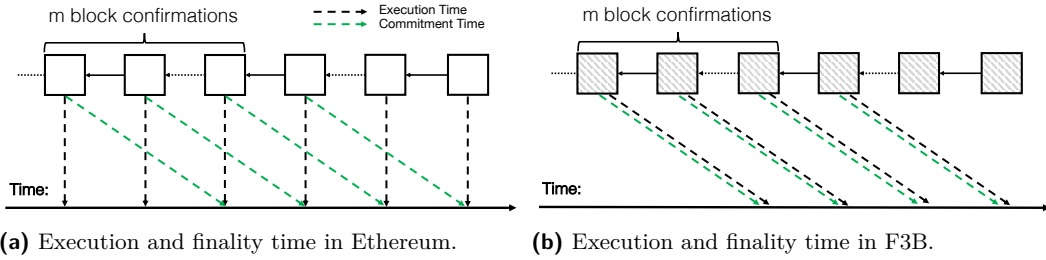 m block confirmations
Execution Time
Commitment Time
Time:
(a) Execution and finality time in Ethereum.
m block confirmations
Time:
(b) Execution and finality time in F3B.